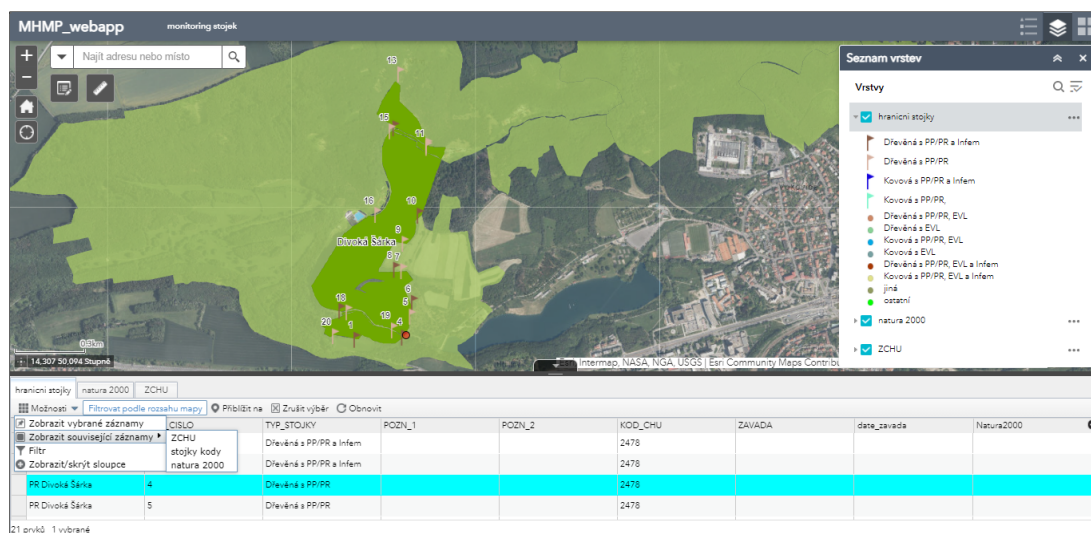 MHMP_webapp monitoring stojek
Najít adresu nebo místo
Seznam vrstev
Vrstvy
hranicni stojky
Dřevěná s PP/PR a Infem
Dřevěná s PP/PR
Kovová s PP/PR a Infem
Kovová s PP/PR,
Dřevěná s PP/PR, EVL
Dřevěná s EVL
Kovová s PP/PR, EVL
Kovová s EVL
Dřevěná s PP/PR, EVL a Infem
Kovová s PP/PR, EVL a Infem
jiná
ostatní
natura 2000
ZCHU
13
15
11
16
10
9
Divoká Šárka
8 7
6
5
18
19
20 1 4
0.5km
14,307 50,094 Stupně
Esri, Intermap, NASA, NGA, USGS | Esri Community Maps Contribu
hranicni stojky natura 2000 ZCHU
Možnosti Filtrovat podle rozsahu mapy Přiblížit na Zrušit výběr Obnovit
CISLO TYP_STOJKY POZN_1 POZN_2 KOD_CHU ZAVADA date_zavada Natura2000
Zobrazit vybrané záznamy
Zobrazit související záznamy
Filtr
Zobrazit/skrýt sloupce
ZCHU
stojky kody
natura 2000
Dřevěná s PP/PR a Infem 2478
Dřevěná s PP/PR a Infem 2478
PR Divoká Šárka 4 Dřevěná s PP/PR 2478
PR Divoká Šárka 5 Dřevěná s PP/PR 2478
21 prvků 1 vybrané